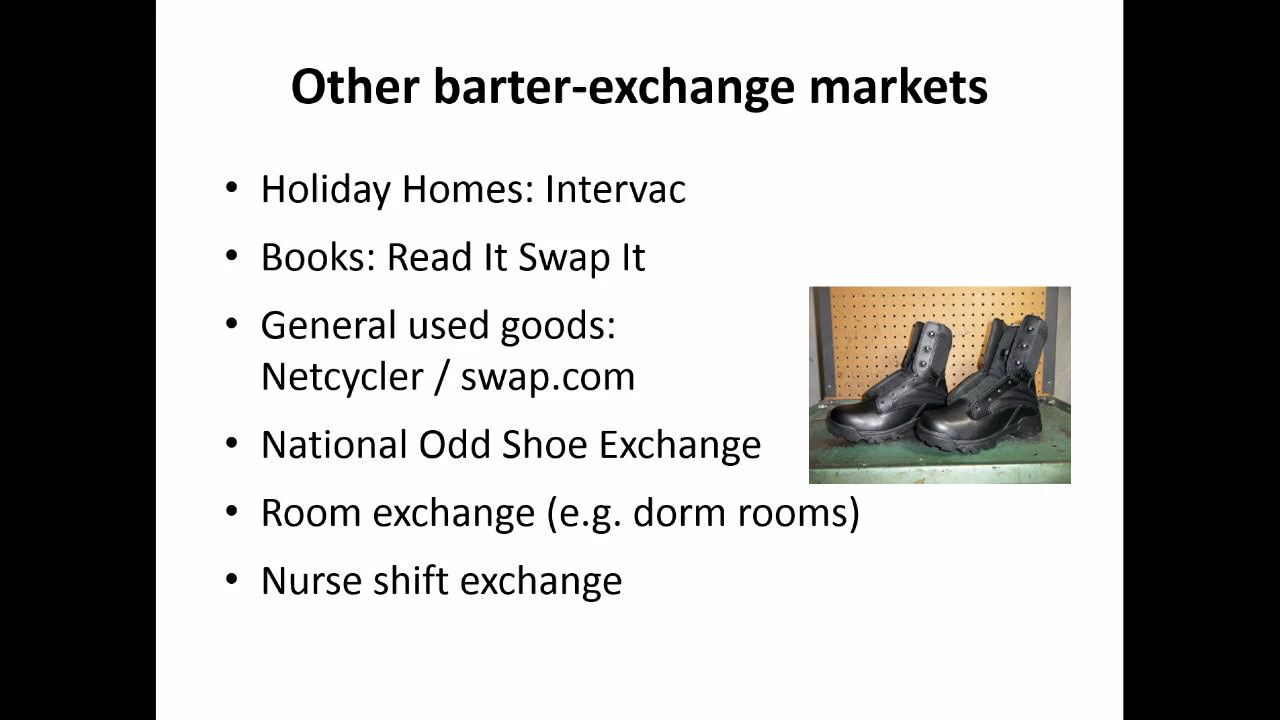 Other barter-exchange markets
• Holiday Homes: Intervac
• Books: Read It Swap It
• General used goods:
Netcycler / swap.com
• National Odd Shoe Exchange
• Room exchange (e.g. dorm rooms)
• Nurse shift exchange